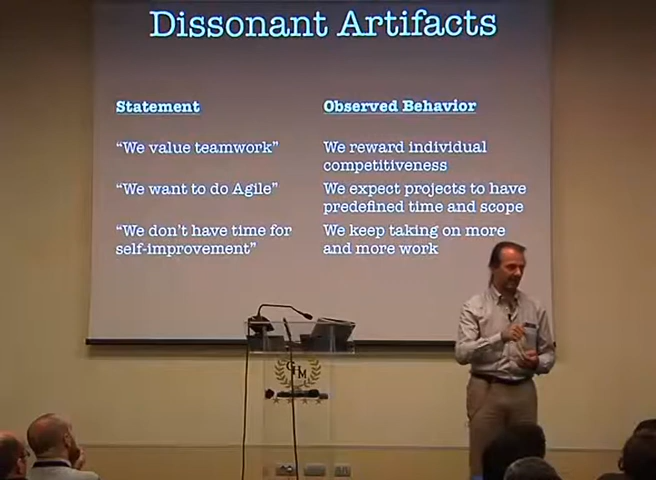 Dissonant Artifacts
Statement
Observed Behavior
“We value teamwork”
We reward individual
competitiveness
“We want to do Agile”
We expect projects to have
predefined time and scope
“We don’t have time for
self-improvement”
We keep taking on more
and more work
GHM